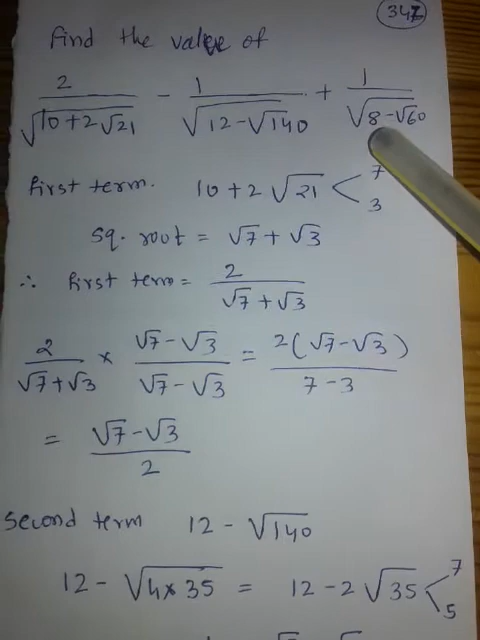 347
Find the value of
2/√(10+2√21) - 1/√(12-√140) + 1/√(8-√60)
First term. 10+2√21 < 7 3
Sq. root = √7 + √3
∴ First term = 2/(√7+√3)
2/(√7+√3) × (√7-√3)/(√7-√3) = 2(√7-√3)/(7-3)
= (√7-√3)/2
Second term 12 - √140
12 - √(4×35) = 12 - 2√35 < 7 5